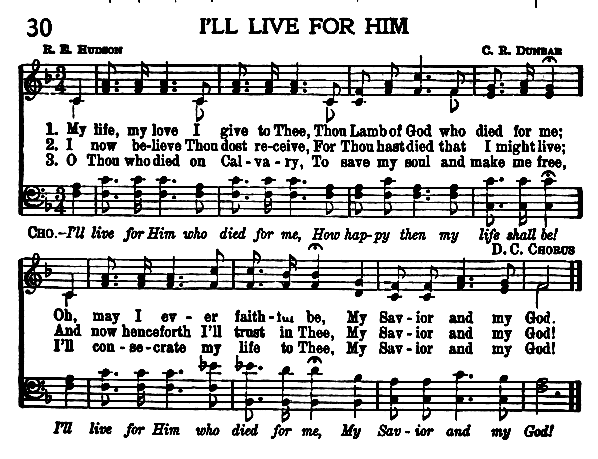 30 I'LL LIVE FOR HIM
R. E. HUDSON C. R. DUNBAR
1. My life, my love I give to Thee, Thou Lamb of God who died for me;
2. I now be-lieve Thou dost re-ceive, For Thou hast died that I might live;
3. O Thou who died on Cal-va-ry, To save my soul and make me free,
CHO.-I'll live for Him who died for me, How hap-py then my life shall be!
D. C. CHORUS
Oh, may I ev-er faith-ful be, My Sav-ior and my God.
And now henceforth I'll trust in Thee, My Sav-ior and my God!
I'll con-se-crate my life to Thee, My Sav-ior and my God!
I'll live for Him who died for me, My Sav-ior and my God!